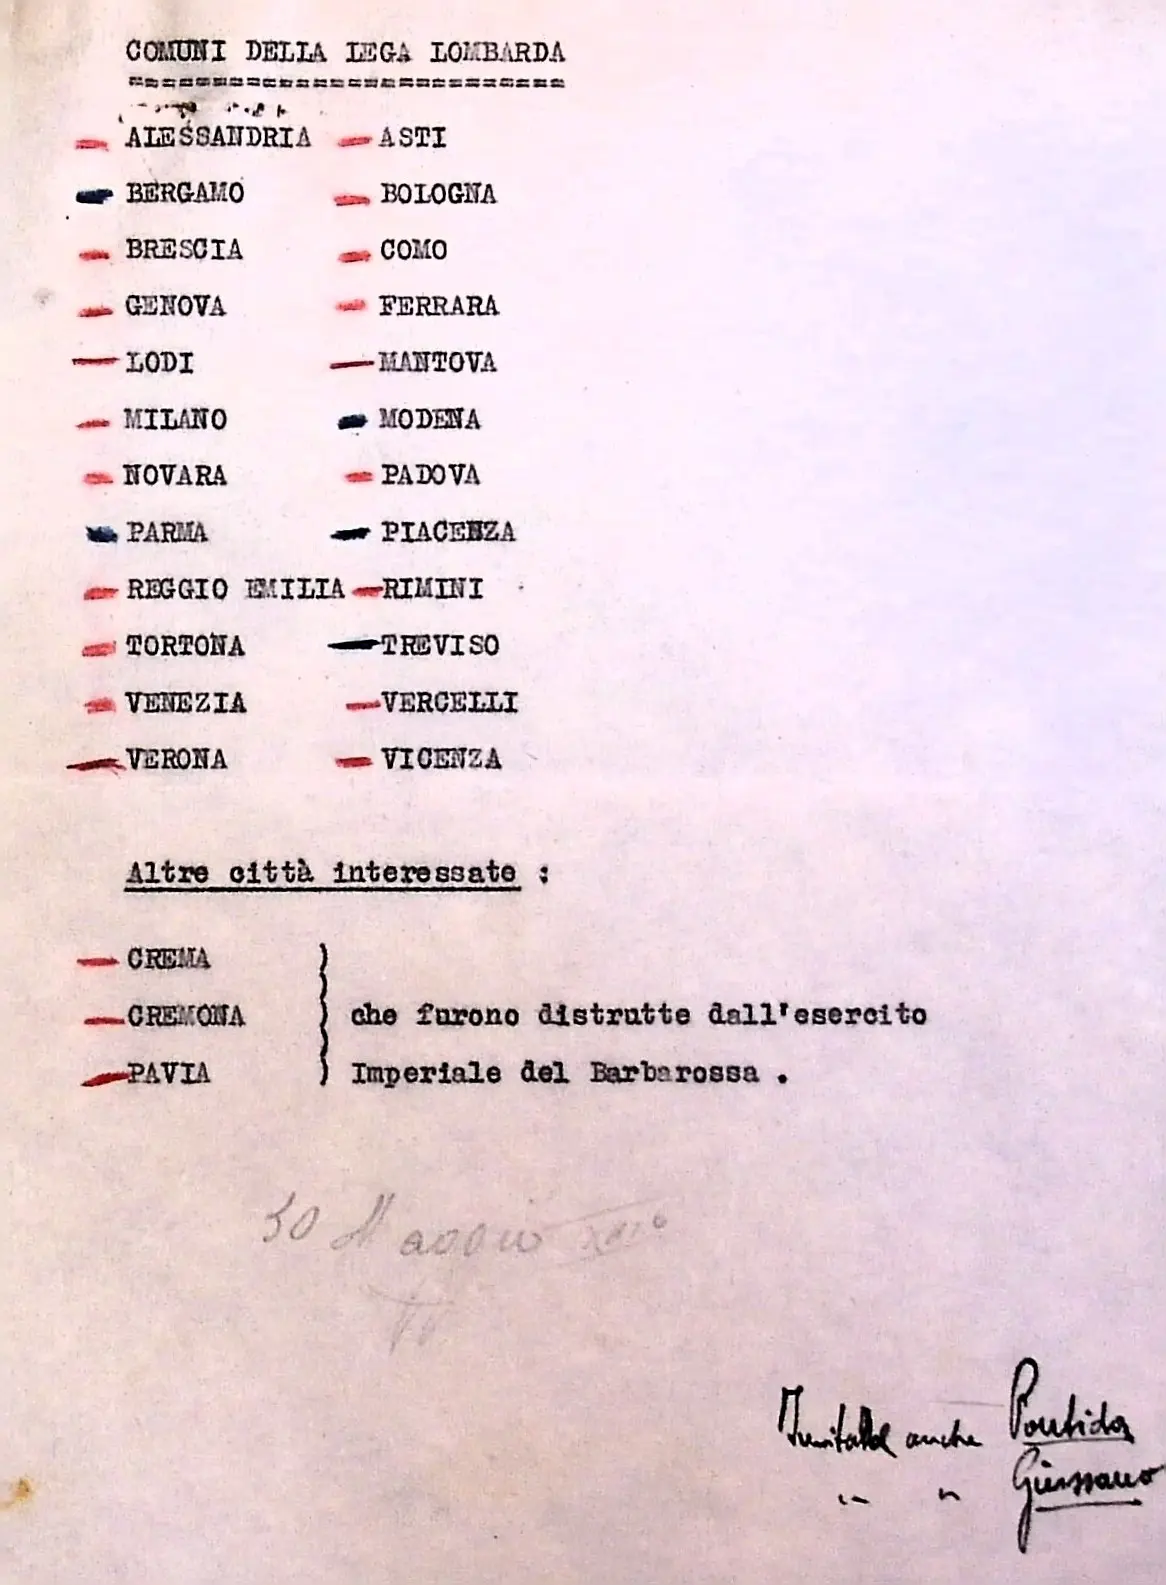 COMUNI DELLA LEGA LOMBARDA
ALESSANDRIA ASTI
BERGAMO BOLOGNA
BRESCIA COMO
GENOVA FERRARA
LODI MANTOVA
MILANO MODENA
NOVARA PADOVA
PARMA PIACENZA
REGGIO EMILIA RIMINI
TORTONA TREVISO
VENEZIA VERCELLI
VERONA VICENZA
Altre città interessate :
CREMA
CREMONA che furono distrutte dall'esercito
PAVIA Imperiale del Barbarossa .
30 Maggio
anche Pontida
" " Giussano